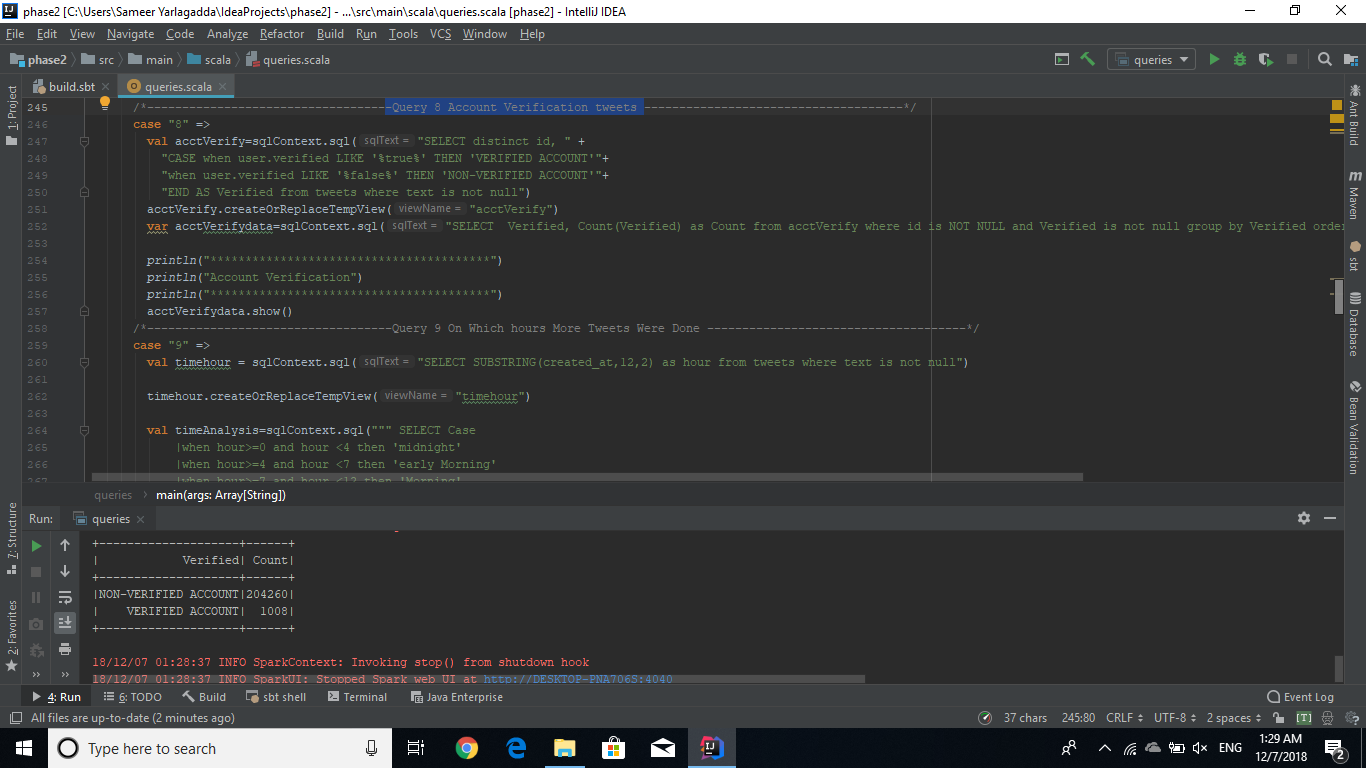 phase2 [C:\Users\Sameer Yarlagadda\IdeaProjects\phase2] - ...\src\main\scala\queries.scala [phase2] - IntelliJ IDEA
File Edit View Navigate Code Analyze Refactor Build Run Tools VCS Window Help
phase2 src main scala queries.scala queries
build.sbt queries.scala
1: Project
245 /*-----------------------------------Query 8 Account Verification tweets -------------------------------------*/
246 case "8" =>
247 val acctVerify=sqlContext.sql( sqlText = "SELECT distinct id, " +
248 "CASE when user.verified LIKE '%true%' THEN 'VERIFIED ACCOUNT'"+
249 "when user.verified LIKE '%false%' THEN 'NON-VERIFIED ACCOUNT'"+
250 "END AS Verified from tweets where text is not null")
251 acctVerify.createOrReplaceTempView( viewName = "acctVerify")
252 var acctVerifydata=sqlContext.sql( sqlText = "SELECT  Verified, Count(Verified) as Count from acctVerify where id is NOT NULL and Verified is not null group by Verified order
253
254 println("****************************************")
255 println("Account Verification")
256 println("****************************************")
257 acctVerifydata.show()
258 /*-----------------------------------Query 9 On Which hours More Tweets Were Done -------------------------------------*/
259 case "9" =>
260 val timehour = sqlContext.sql( sqlText = "SELECT SUBSTRING(created_at,12,2) as hour from tweets where text is not null")
261
262 timehour.createOrReplaceTempView( viewName = "timehour")
263
264 val timeAnalysis=sqlContext.sql(""" SELECT Case
265 |when hour>=0 and hour <4 then 'midnight'
266 |when hour>=4 and hour <7 then 'early Morning'
267 |when hour>=7 and hour <12 then 'Morning'
Ant Build
Maven
sbt
Database
Bean Validation
queries main(args: Array[String])
7: Structure
2: Favorites
Run: queries
+--------------------+------+
|            Verified| Count|
+--------------------+------+
|NON-VERIFIED ACCOUNT|204260|
|    VERIFIED ACCOUNT|  1008|
+--------------------+------+
18/12/07 01:28:37 INFO SparkContext: Invoking stop() from shutdown hook
18/12/07 01:28:37 INFO SparkUI: Stopped Spark web UI at http://DESKTOP-PNA706S:4040
4: Run 6: TODO Build sbt shell Terminal Java Enterprise Event Log
All files are up-to-date (2 minutes ago) 37 chars 245:80 CRLF UTF-8 2 spaces [T]
Type here to search
ENG
1:29 AM
12/7/2018
2